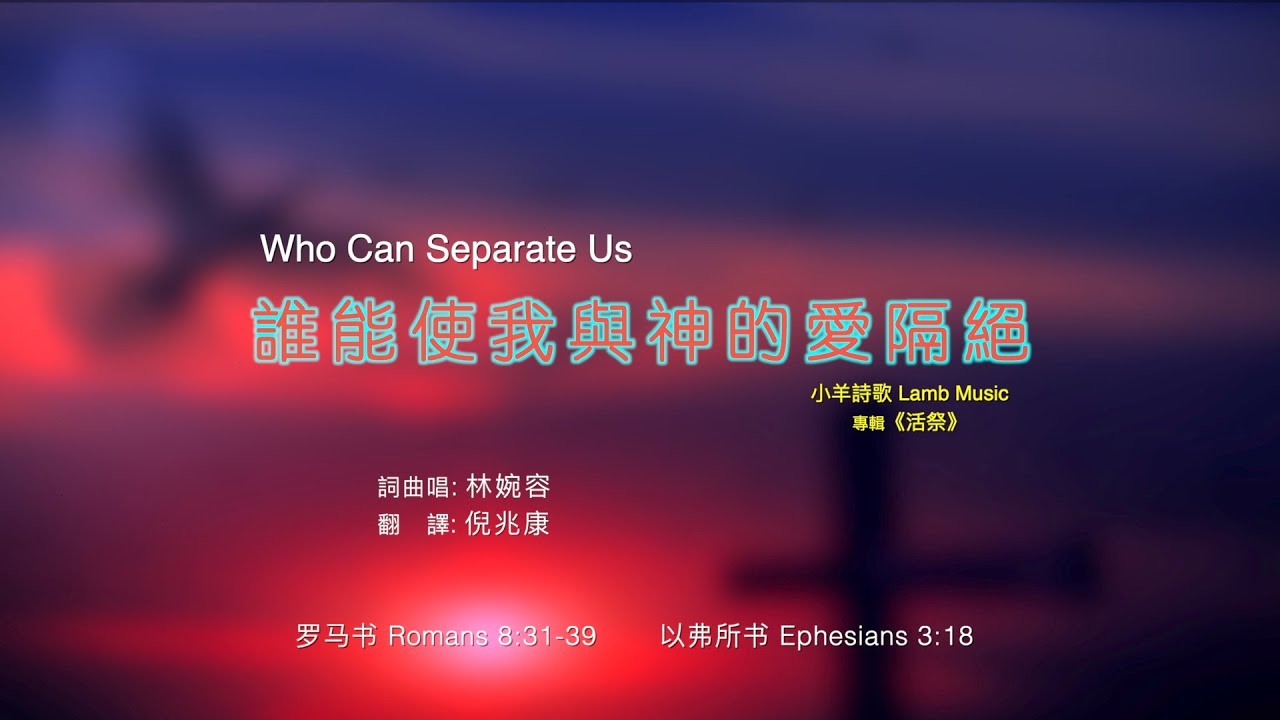 Who Can Separate Us
誰能使我與神的愛隔絕
小羊詩歌 Lamb Music
專輯《活祭》
詞曲唱: 林婉容
翻　譯: 倪兆康
罗马书 Romans 8:31-39　　以弗所书 Ephesians 3:18